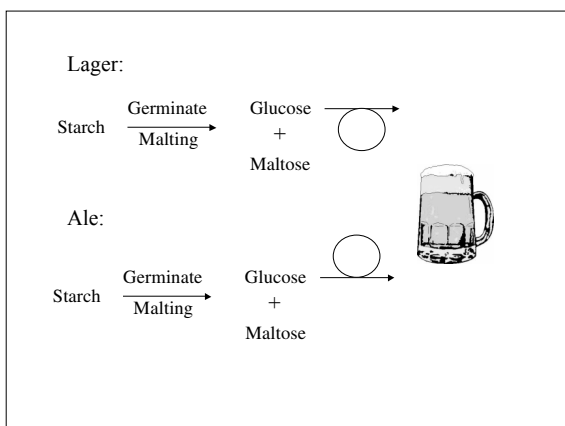 Lager:
Starch Germinate Glucose
Malting +
Maltose
Ale:
Starch Germinate Glucose
Malting +
Maltose